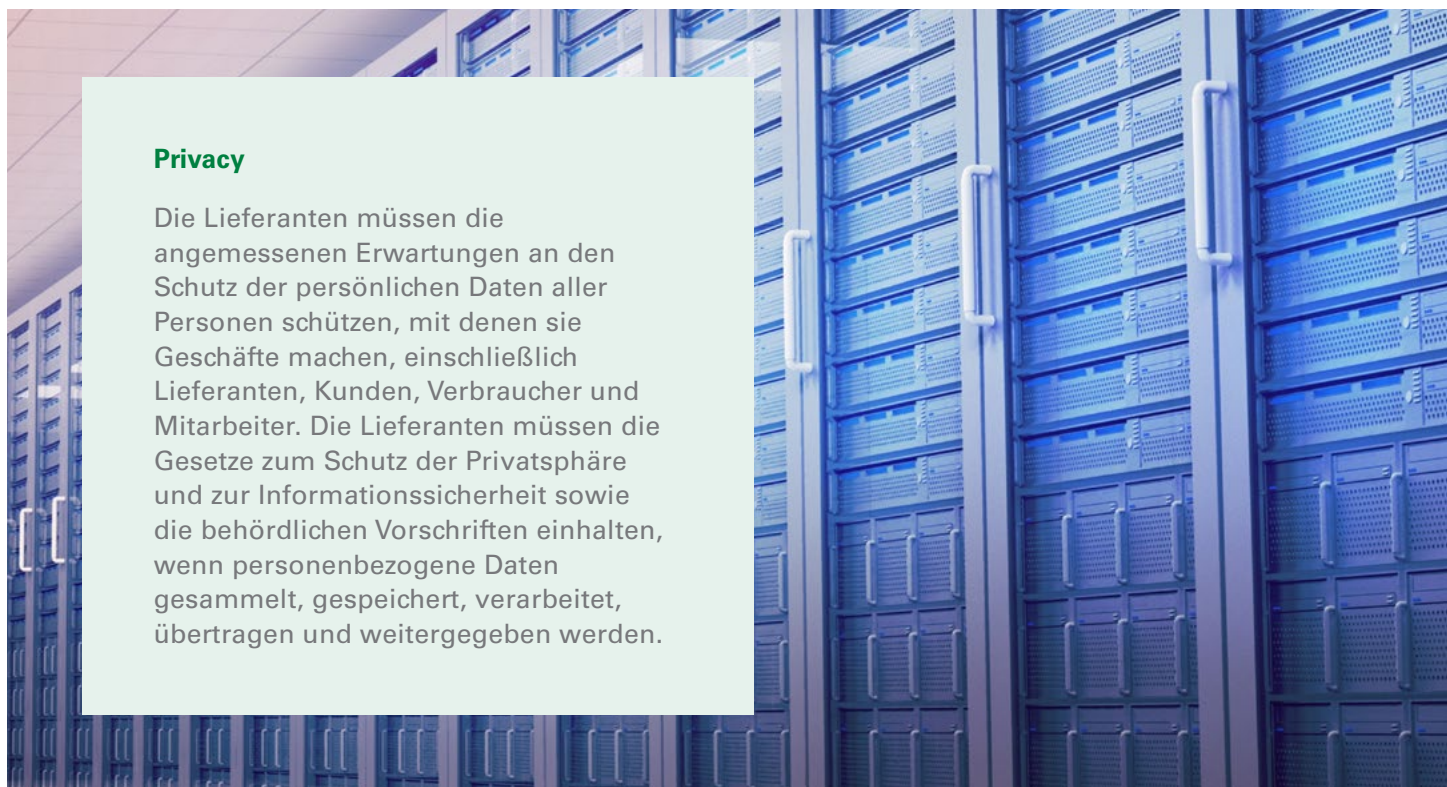 Privacy
Die Lieferanten müssen die
angemessenen Erwartungen an den
Schutz der persönlichen Daten aller
Personen schützen, mit denen sie
Geschäfte machen, einschließlich
Lieferanten, Kunden, Verbraucher und
Mitarbeiter. Die Lieferanten müssen die
Gesetze zum Schutz der Privatsphäre
und zur Informationssicherheit sowie
die behördlichen Vorschriften einhalten,
wenn personenbezogene Daten
gesammelt, gespeichert, verarbeitet,
übertragen und weitergegeben werden.